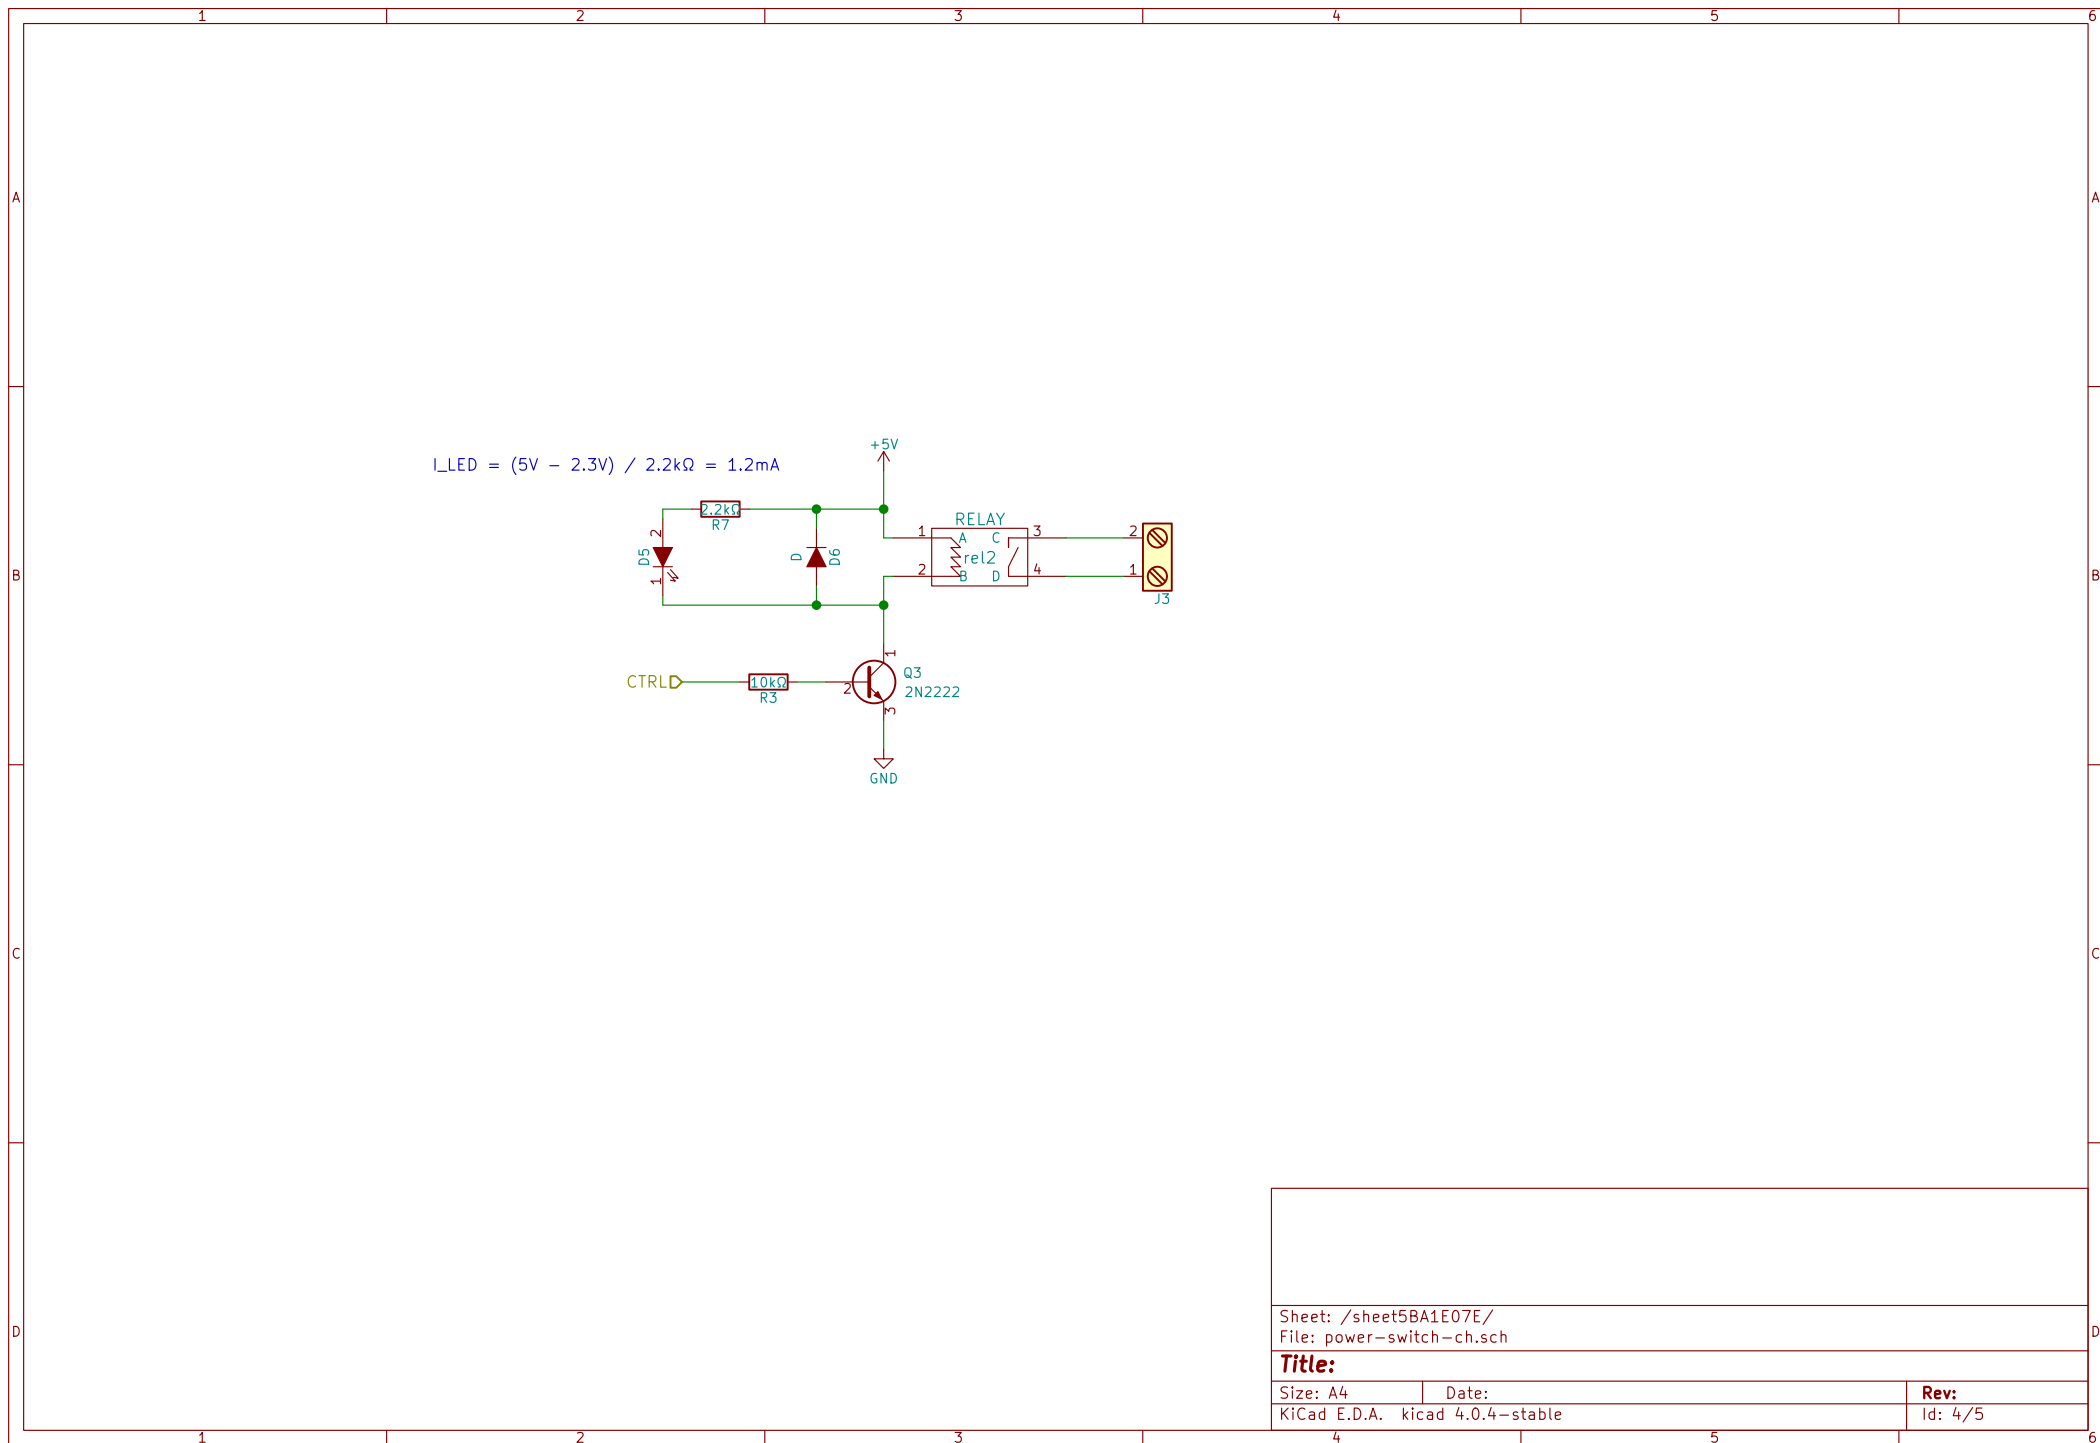 1 2 3 4 5 6
A A
+5V
I_LED = (5V - 2.3V) / 2.2kΩ = 1.2mA
2.2kΩ
R7
RELAY
1 A C 3
rel2
2 B D 4
2
1
J3
D5
2
1
D
D6
B B
CTRL
10kΩ
R3
1
2
3
Q3
2N2222
GND
C C
Sheet: /sheet5BA1E07E/
File: power-switch-ch.sch
D D
Title:
Size: A4 Date: Rev:
KiCad E.D.A. kicad 4.0.4-stable Id: 4/5
1 2 3 4 5 6